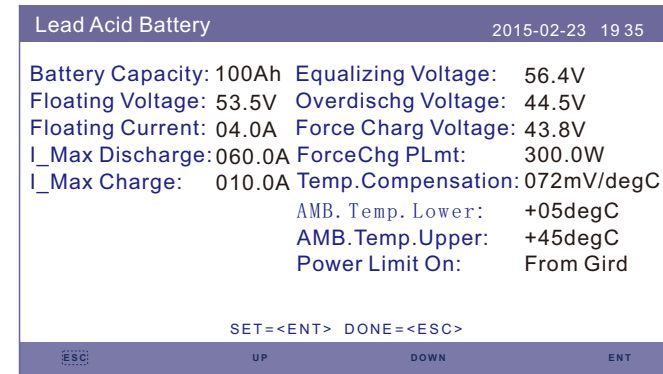 Lead Acid Battery 2015-02-23 19 35
Battery Capacity: 100Ah Equalizing Voltage: 56.4V
Floating Voltage: 53.5V Overdischg Voltage: 44.5V
Floating Current: 04.0A Force Charg Voltage: 43.8V
I_Max Discharge: 060.0A ForceChg PLmt: 300.0W
I_Max Charge: 010.0A Temp.Compensation: 072mV/degC
AMB. Temp. Lower: +05degC
AMB.Temp.Upper: +45degC
Power Limit On: From Gird
SET=<ENT> DONE=<ESC>
ESC UP DOWN ENT